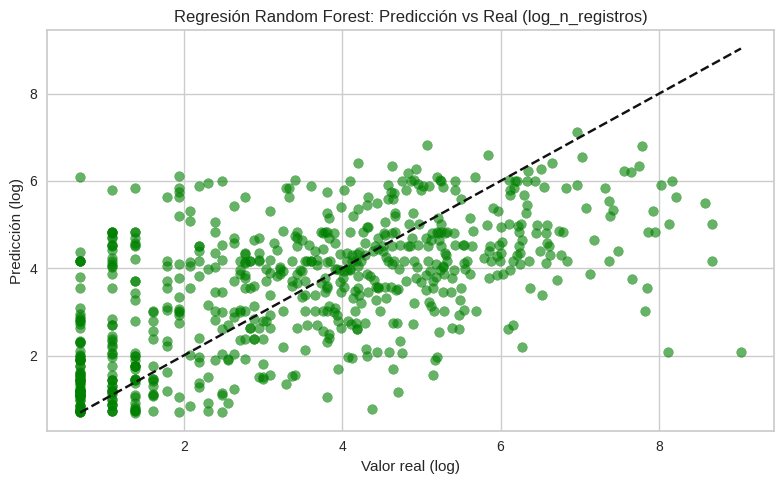 Regresión Random Forest: Predicción vs Real (log_n_registros)
Predicción (log)
8
6
4
2
2 4 6 8
Valor real (log)